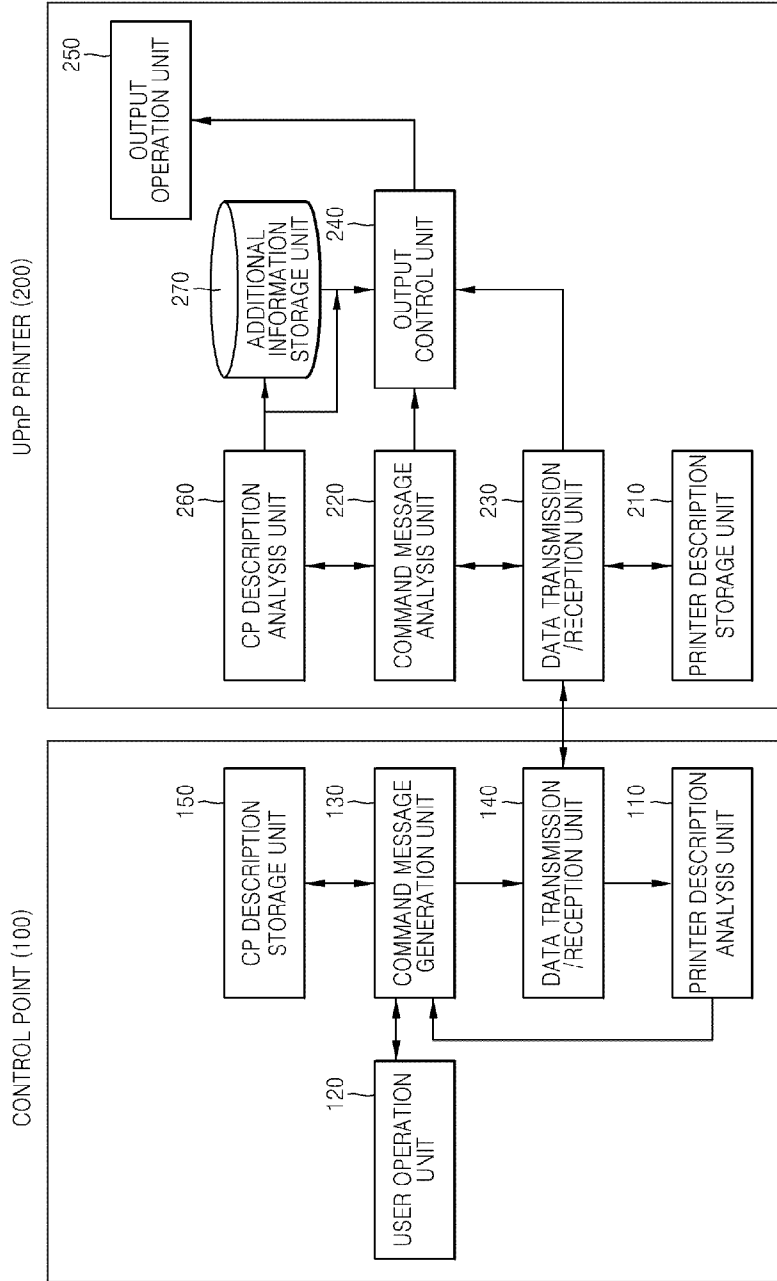 CONTROL POINT (100)
150
CP DESCRIPTION
STORAGE UNIT
120
USER OPERATION
UNIT
130
COMMAND MESSAGE
GENERATION UNIT
140
DATA TRANSMISSION
/RECEPTION UNIT
110
PRINTER DESCRIPTION
ANALYSIS UNIT
UPnP PRINTER (200)
260
CP DESCRIPTION
ANALYSIS UNIT
270
ADDITIONAL
INFORMATION
STORAGE UNIT
250
OUTPUT
OPERATION UNIT
220
COMMAND MESSAGE
ANALYSIS UNIT
240
OUTPUT
CONTROL UNIT
230
DATA TRANSMISSION
/RECEPTION UNIT
210
PRINTER DESCRIPTION
STORAGE UNIT